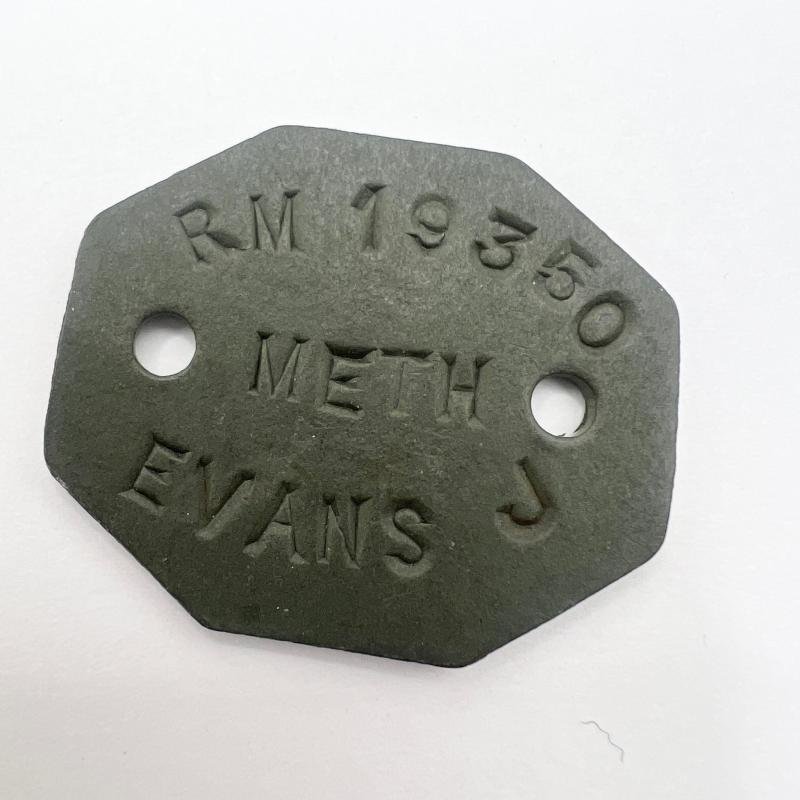 RM 19350
METH
EVANS J